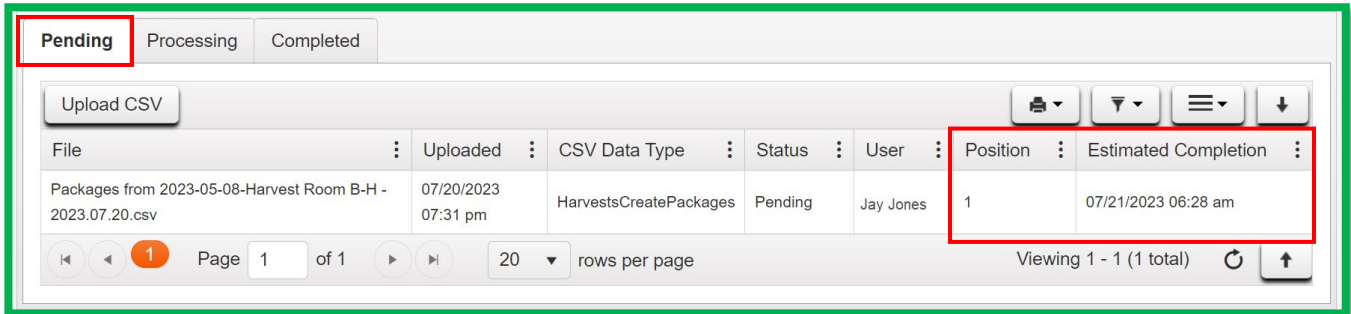 Pending Processing Completed
Upload CSV
File Uploaded CSV Data Type Status User Position Estimated Completion
Packages from 2023-05-08-Harvest Room B-H - 07/20/2023 HarvestsCreatePackages Pending Jay Jones 1 07/21/2023 06:28 am
2023.07.20.csv 07:31 pm
1 Page 1 of 1 20 rows per page Viewing 1 - 1 (1 total)